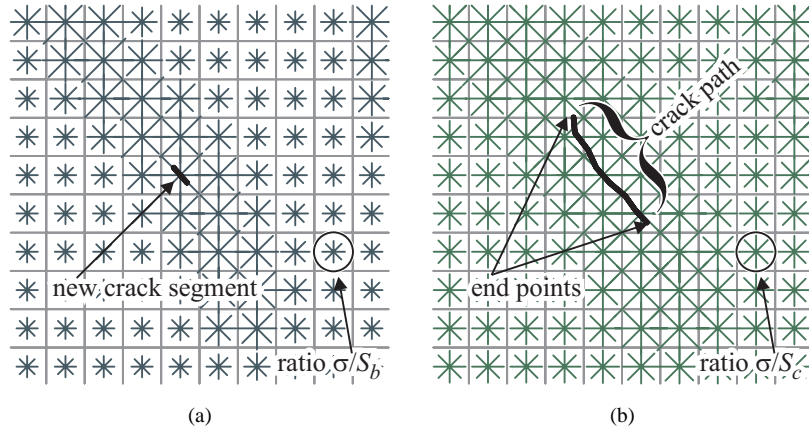 new crack segment
ratio σ/S_b
(a)
crack path
end points
ratio σ/S_c
(b)